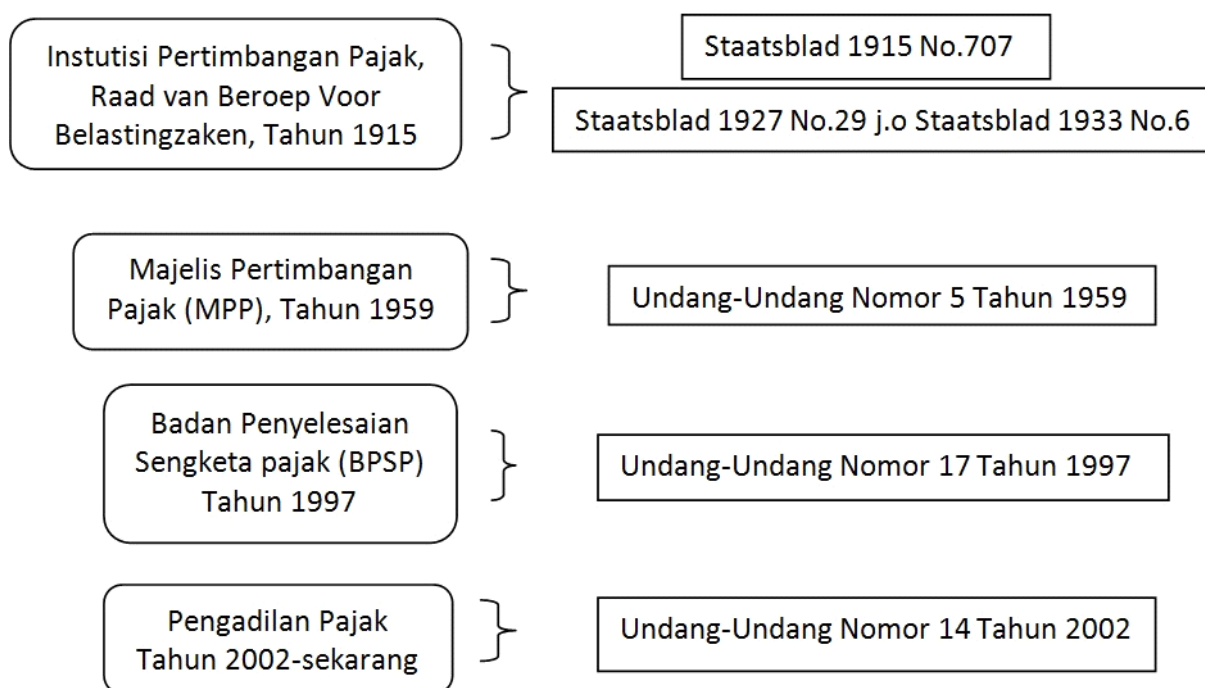 Instutisi Pertimbangan Pajak,
Raad van Beroep Voor
Belastingzaken, Tahun 1915
Staatsblad 1915 No.707
Staatsblad 1927 No.29 j.o Staatsblad 1933 No.6
Majelis Pertimbangan
Pajak (MPP), Tahun 1959
Undang-Undang Nomor 5 Tahun 1959
Badan Penyelesaian
Sengketa pajak (BPSP)
Tahun 1997
Undang-Undang Nomor 17 Tahun 1997
Pengadilan Pajak
Tahun 2002-sekarang
Undang-Undang Nomor 14 Tahun 2002